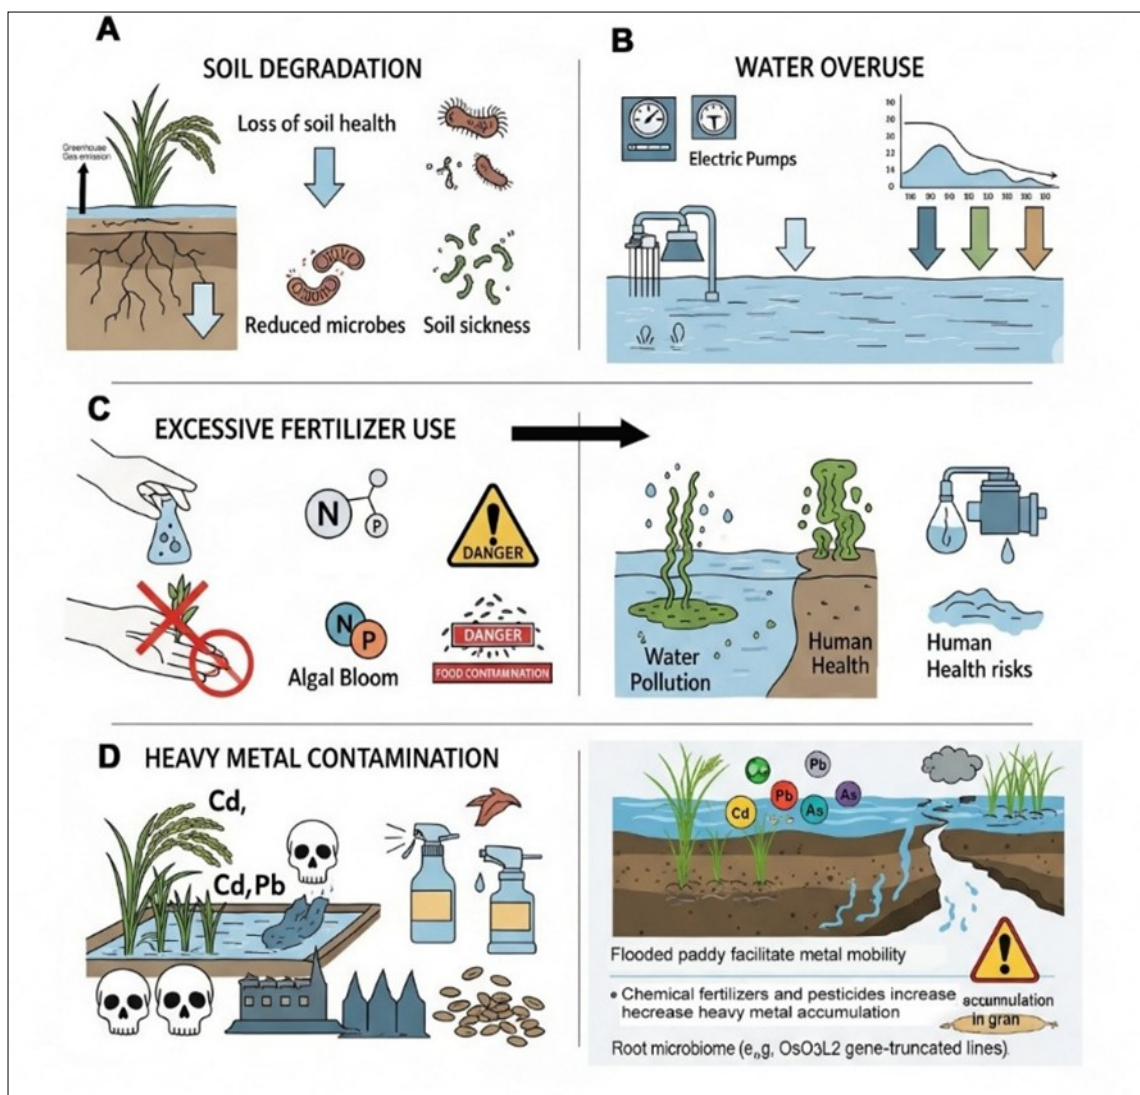 A
SOIL DEGRADATION
Greenhouse
Gas emission
Loss of soil health
Reduced microbes
Soil sickness
B
WATER OVERUSE
Electric Pumps
C
EXCESSIVE FERTILIZER USE
N
P
DANGER
N
P
Algal Bloom
DANGER
FOOD CONTAMINATION
Water
Pollution
Human
Health
Human
Health risks
D
HEAVY METAL CONTAMINATION
Cd,
Cd,Pb
Pb
Pb
As
Cd
As
Flooded paddy facilitate metal mobility
• Chemical fertilizers and pesticides increase
hecrease heavy metal accumulation
accumulation
in gran
Root microbiome (e,g, OsO3L2 gene-truncated lines).